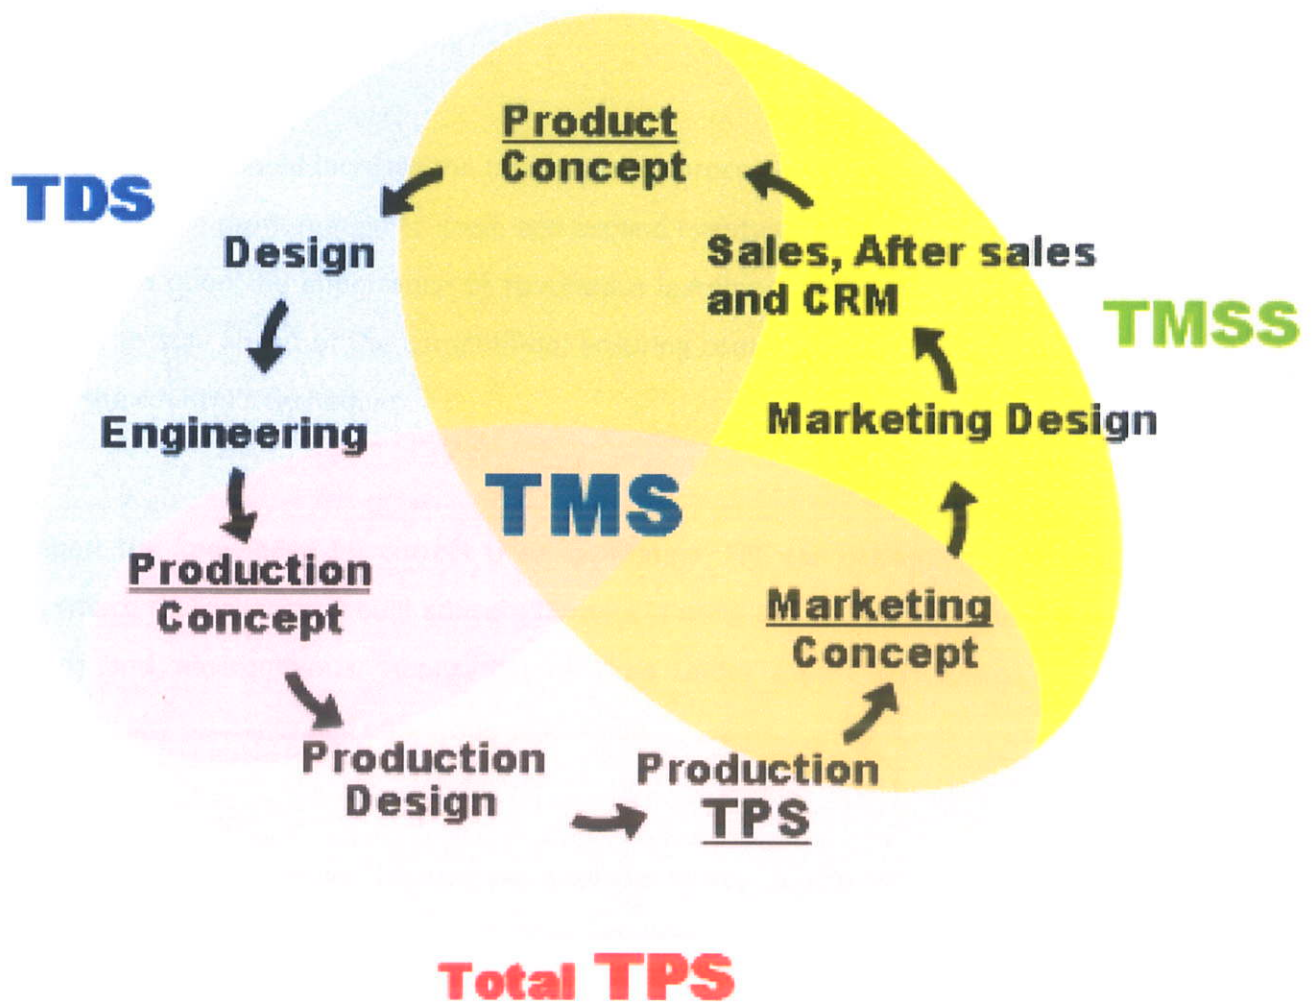 Product
Concept
TDS
Design
Sales, After sales
and CRM
TMSS
Engineering
Marketing Design
TMS
Production
Concept
Marketing
Concept
Production
Design
Production
TPS
Total TPS